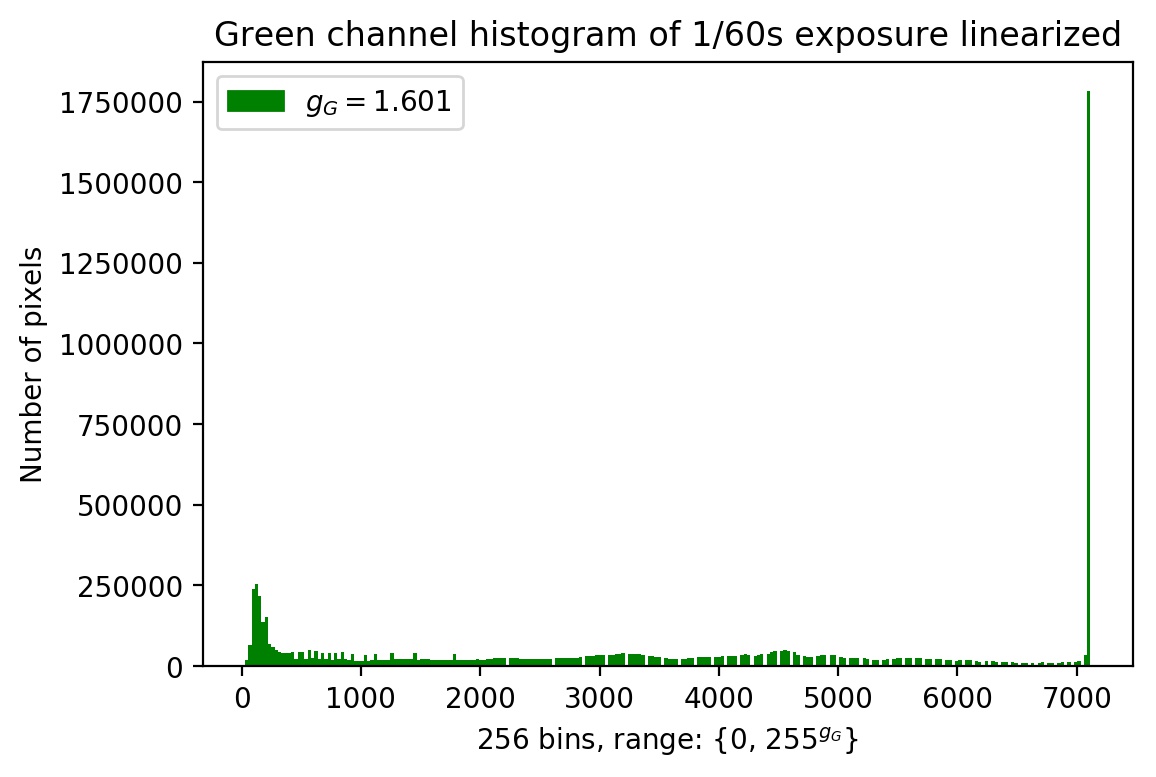 Green channel histogram of 1/60s exposure linearized
g_G = 1.601
Number of pixels
1750000
1500000
1250000
1000000
750000
500000
250000
0
0 1000 2000 3000 4000 5000 6000 7000
256 bins, range: {0, 255^{g_G}}